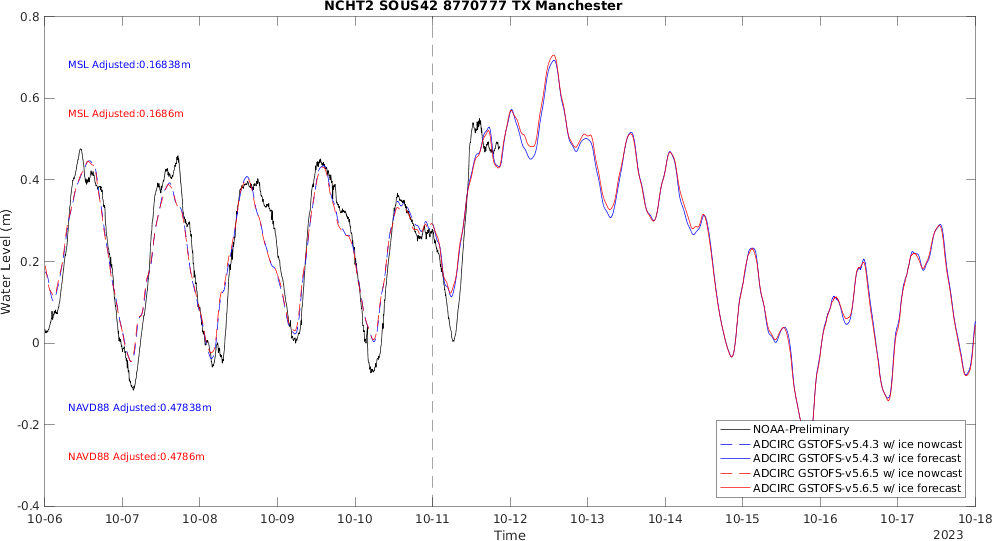 NCHT2 SOUS42 8770777 TX Manchester
Water Level (m)
0.8
0.6
0.4
0.2
0
-0.2
-0.4
MSL Adjusted:0.16838m
MSL Adjusted:0.1686m
NAVD88 Adjusted:0.47838m
NAVD88 Adjusted:0.4786m
NOAA-Preliminary
ADCIRC GSTOFS-v5.4.3 w/ ice nowcast
ADCIRC GSTOFS-v5.4.3 w/ ice forecast
ADCIRC GSTOFS-v5.6.5 w/ ice nowcast
ADCIRC GSTOFS-v5.6.5 w/ ice forecast
10-06 10-07 10-08 10-09 10-10 10-11 10-12 10-13 10-14 10-15 10-16 10-17 10-18
Time
2023